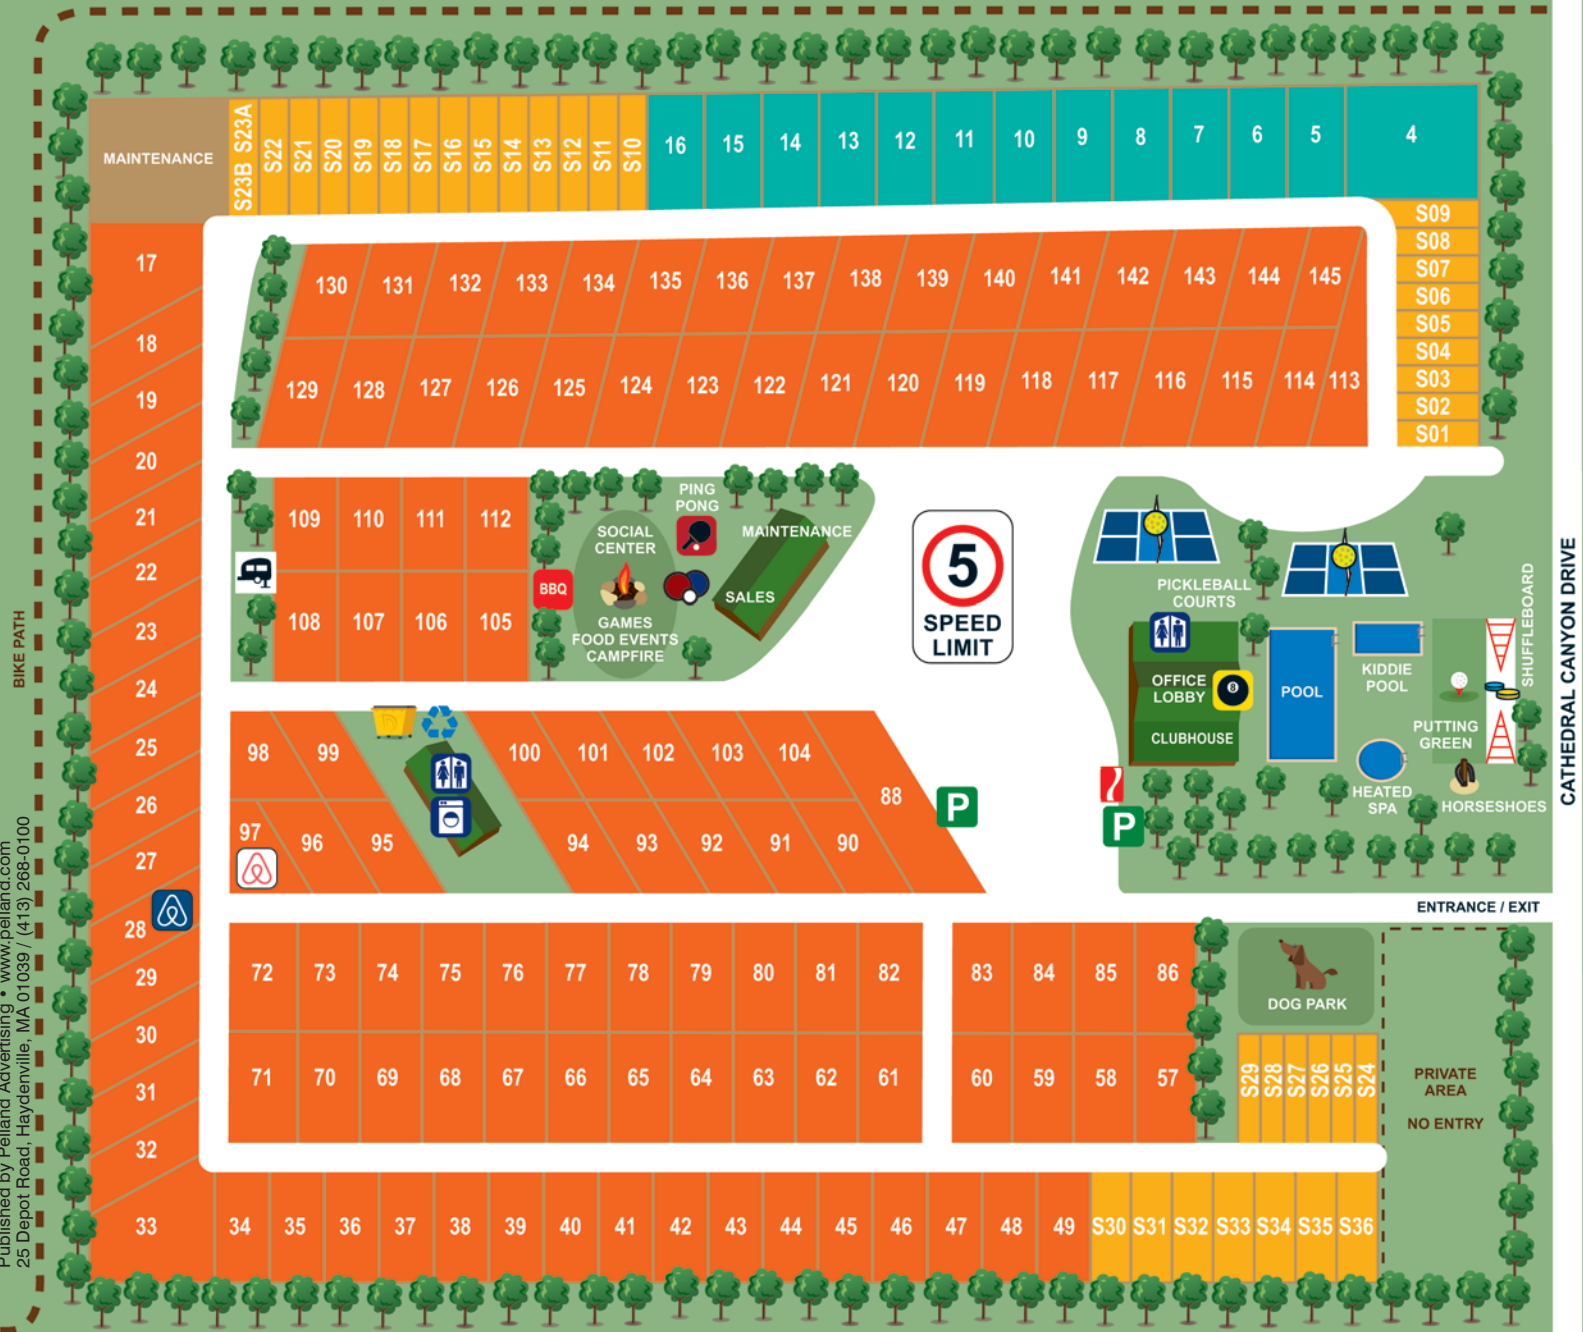 MAINTENANCE
S23A
S23B
S22
S21
S20
S19
S18
S17
S16
S15
S14
S13
S12
S11
S10
16
15
14
13
12
11
10
9
8
7
6
5
4
S09
S08
S07
S06
S05
S04
S03
S02
S01
17
18
19
20
21
22
23
24
25
26
27
28
29
30
31
32
33
130
131
132
133
134
135
136
137
138
139
140
141
142
143
144
145
129
128
127
126
125
124
123
122
121
120
119
118
117
116
115
114
113
109
110
111
112
108
107
106
105
BBQ
SOCIAL
CENTER
GAMES
FOOD EVENTS
CAMPFIRE
PING
PONG
MAINTENANCE
SALES
5
SPEED
LIMIT
PICKLEBALL
COURTS
OFFICE
LOBBY
8
CLUBHOUSE
POOL
KIDDIE
POOL
SHUFFLEBOARD
PUTTING
GREEN
HEATED
SPA
HORSESHOES
CATHEDRAL CANYON DRIVE
98
99
D
100
101
102
103
104
88
97
96
95
94
93
92
91
90
P
P
ENTRANCE / EXIT
72
73
74
75
76
77
78
79
80
81
82
83
84
85
86
71
70
69
68
67
66
65
64
63
62
61
60
59
58
57
DOG PARK
S29
S28
S27
S26
S25
S24
PRIVATE
AREA
NO ENTRY
34
35
36
37
38
39
40
41
42
43
44
45
46
47
48
49
S30
S31
S32
S33
S34
S35
S36
BIKE PATH
Published by Pelland Advertising • www.pelland.com
25 Depot Road, Haydenville, MA 01039 / (413) 268-0100